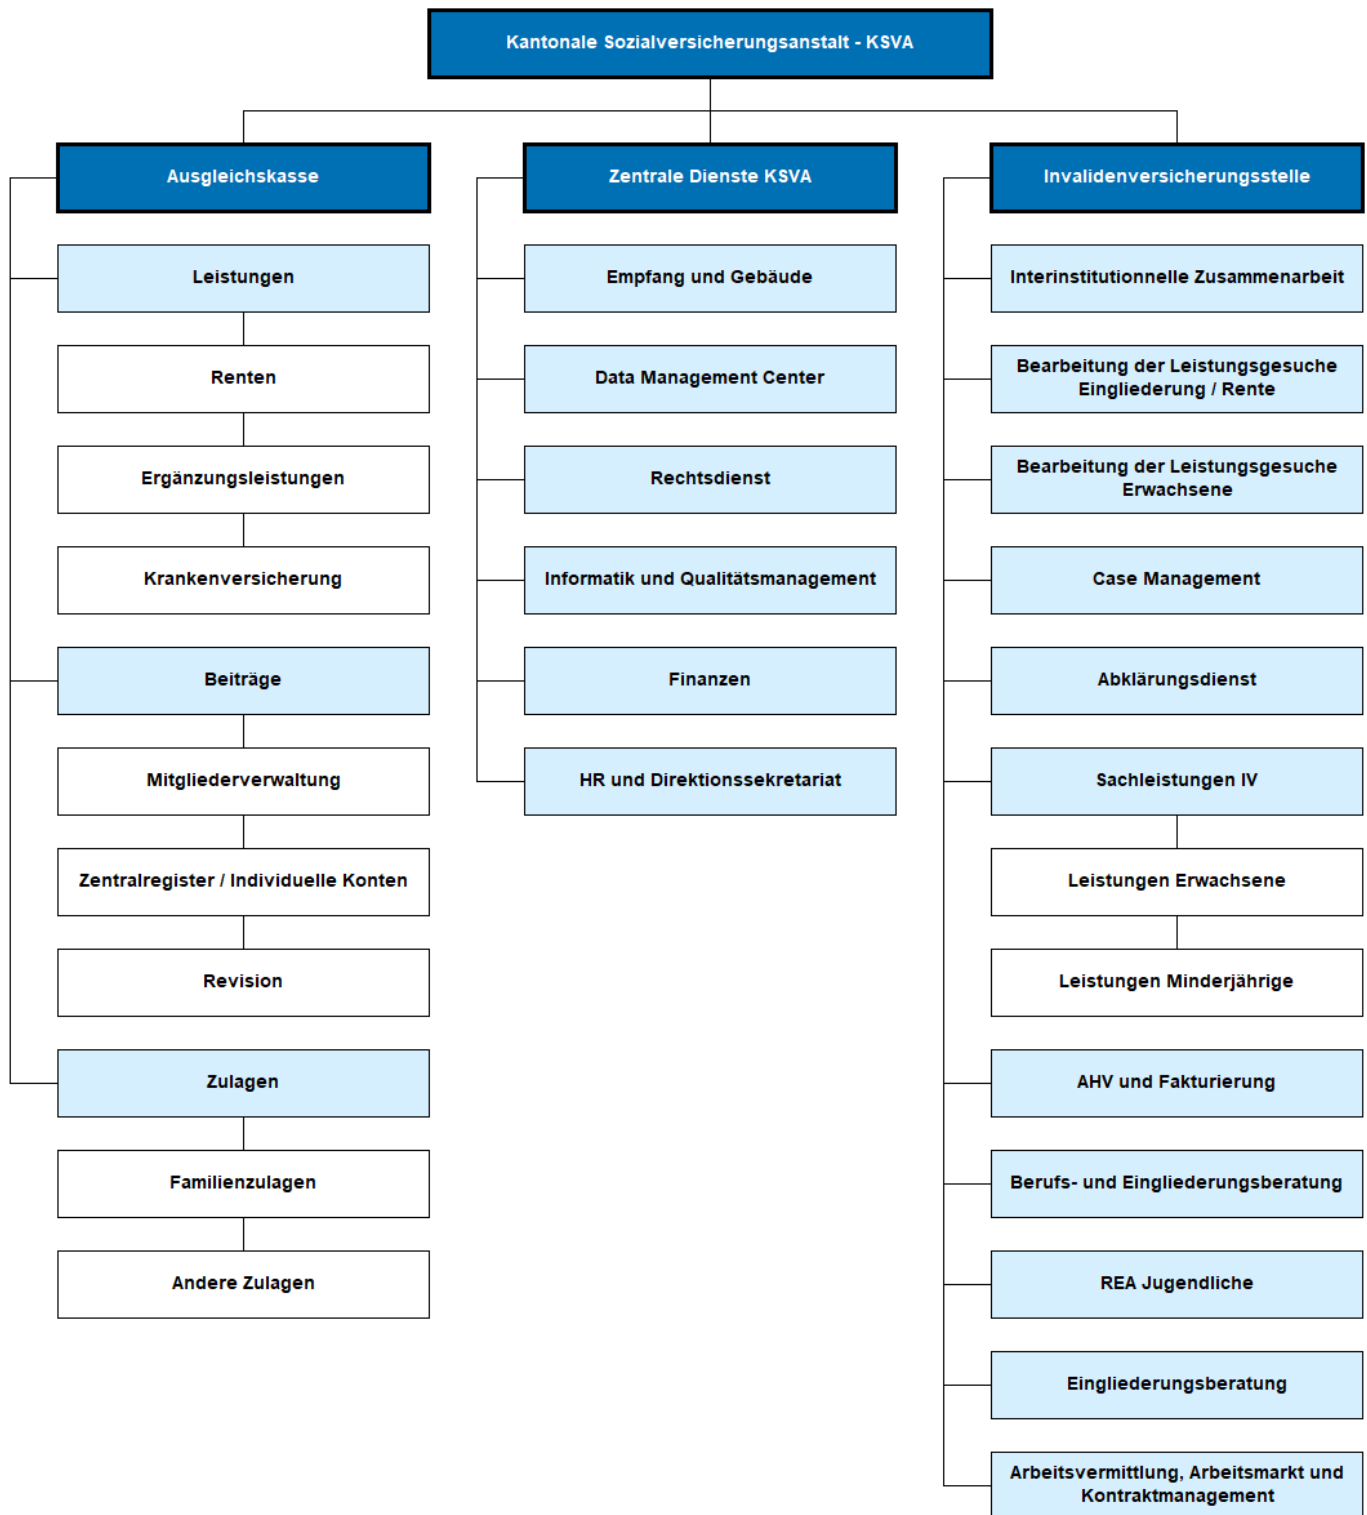 Kantonale Sozialversicherungsanstalt - KSVA
Ausgleichskasse
Leistungen
Renten
Ergänzungsleistungen
Krankenversicherung
Beiträge
Mitgliederverwaltung
Zentralregister / Individuelle Konten
Revision
Zulagen
Familienzulagen
Andere Zulagen
Zentrale Dienste KSVA
Empfang und Gebäude
Data Management Center
Rechtsdienst
Informatik und Qualitätsmanagement
Finanzen
HR und Direktionssekretariat
Invalidenversicherungsstelle
Interinstitutionnelle Zusammenarbeit
Bearbeitung der Leistungsgesuche
Eingliederung / Rente
Bearbeitung der Leistungsgesuche
Erwachsene
Case Management
Abklärungsdienst
Sachleistungen IV
Leistungen Erwachsene
Leistungen Minderjährige
AHV und Fakturierung
Berufs- und Eingliederungsberatung
REA Jugendliche
Eingliederungsberatung
Arbeitsvermittlung, Arbeitsmarkt und
Kontraktmanagement